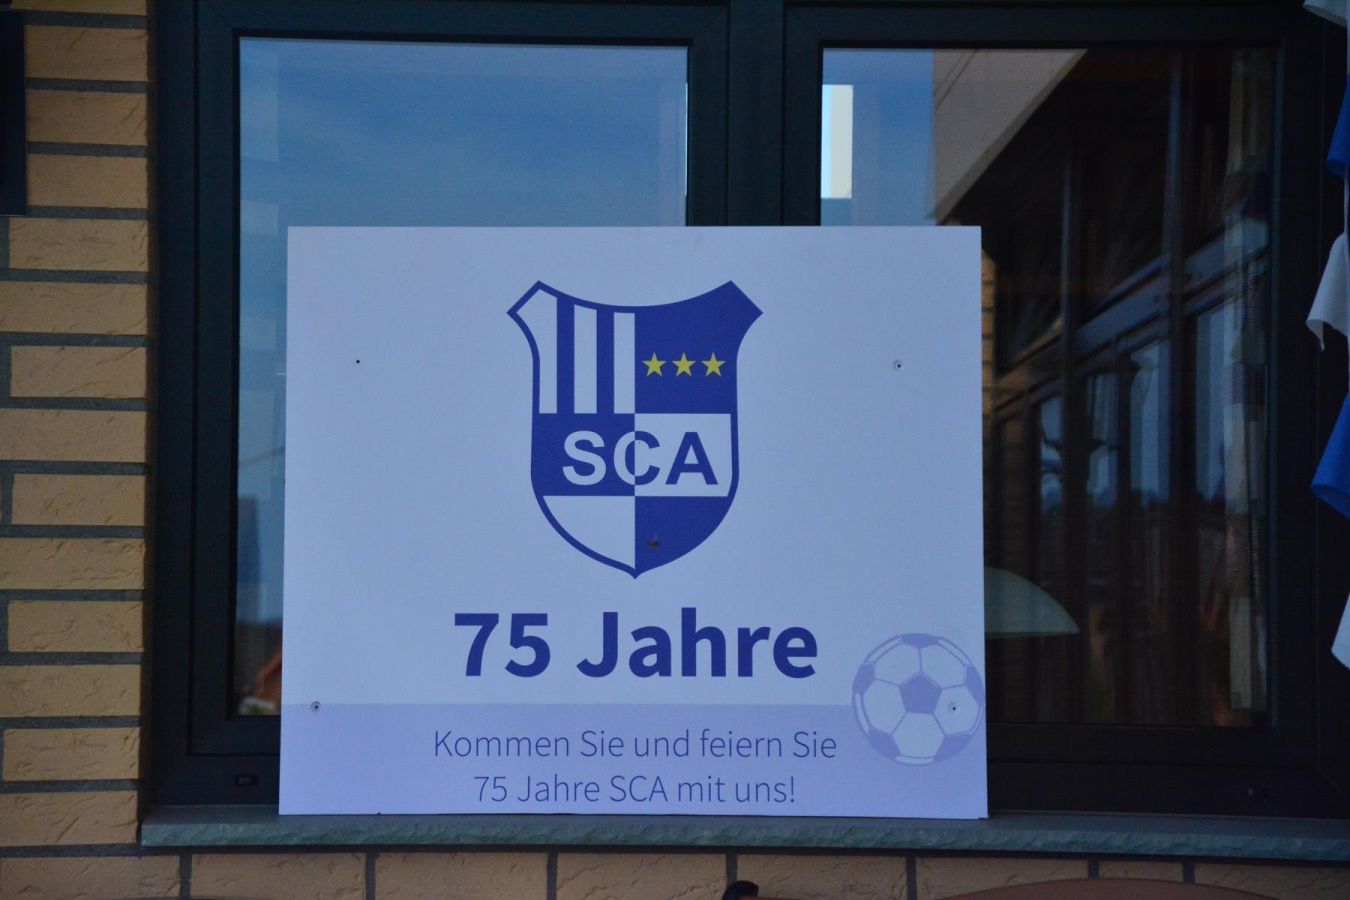 SCA
75 Jahre
Kommen Sie und feiern Sie
75 Jahre SCA mit uns!